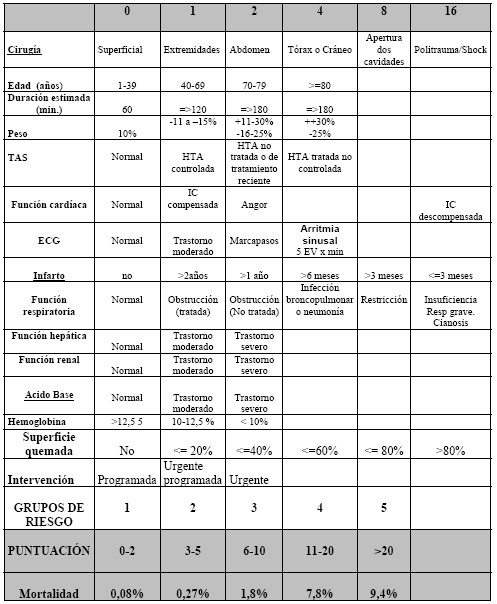 0 1 2 4 8 16
Cirugía Superficial Extremidades Abdomen Tórax o Cráneo Apertura dos cavidades Politrauma/Shock
Edad (años) 1-39 40-69 70-79 >=80
Duración estimada (min.) 60 =>120 =>180 =>180
Peso 10% -11 a –15% +11-30% -16-25% ++30% -25%
TAS Normal HTA controlada HTA no tratada o de tratamiento reciente HTA tratada no controlada
Función cardíaca Normal IC compensada Angor IC descompensada
ECG Normal Trastorno moderado Marcapasos Arritmia sinusal 5 EV x min
Infarto no >2años >1 año >6 meses >3 meses <=3 meses
Función respiratoria Normal Obstrucción (tratada) Obstrucción (No tratada) Infección broncopulmonar o neumonía Restricción Insuficiencia Resp grave. Cianosis
Función hepática Normal Trastorno moderado Trastorno severo
Función renal Normal Trastorno moderado Trastorno severo
Acido Base Normal Trastorno moderado Trastorno severo
Hemoglobina >12,5 5 10-12,5 % < 10%
Superficie quemada No <= 20% <=40% <=60% <= 80% >80%
Intervención Programada Urgente programada Urgente
GRUPOS DE RIESGO 1 2 3 4 5
PUNTUACIÓN 0-2 3-5 6-10 11-20 >20
Mortalidad 0,08% 0,27% 1,8% 7,8% 9,4%